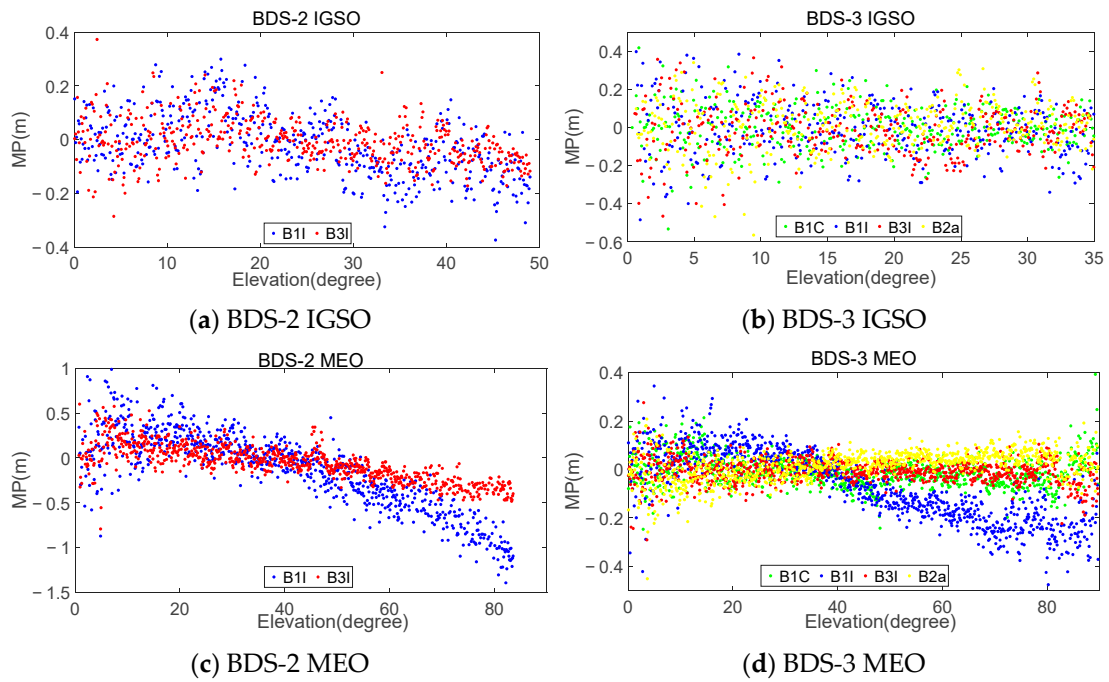 BDS-2 IGSO
0.4
0.2
0
− 0.2
− 0.4
MP(m)
B1I B3I
0 10 20 30 40 50
Elevation(degree)
(a) BDS-2 IGSO
BDS-3 IGSO
0.4
0.2
0
− 0.2
− 0.4
− 0.6
MP(m)
B1C B1I B3I B2a
0 5 10 15 20 25 30 35
Elevation(degree)
(b) BDS-3 IGSO
BDS-2 MEO
1
0.5
0
− 0.5
− 1
− 1.5
MP(m)
B1I B3I
0 20 40 60 80
Elevation(degree)
(c) BDS-2 MEO
BDS-3 MEO
0.4
0.2
0
− 0.2
− 0.4
MP(m)
B1C B1I B3I B2a
0 20 40 60 80
Elevation(degree)
(d) BDS-3 MEO